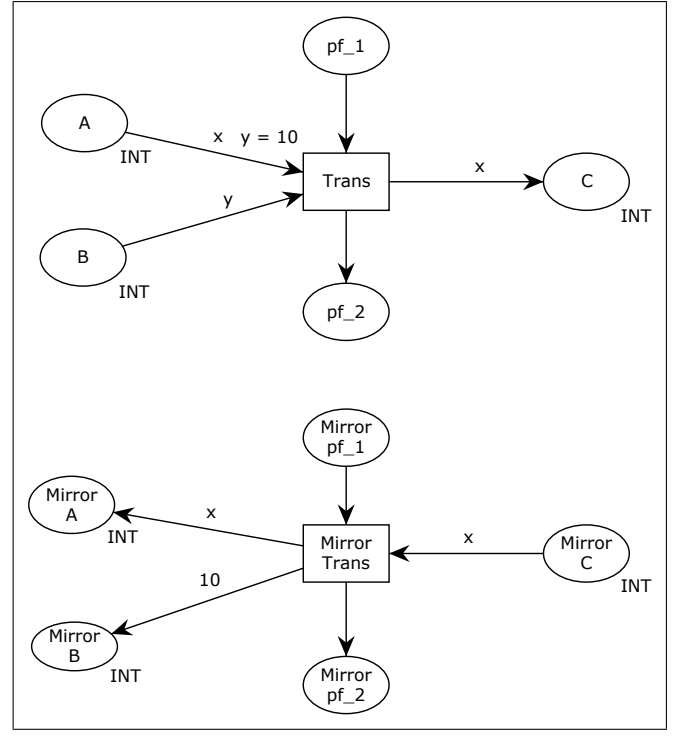 pf_1
A
x y = 10
INT
Trans
x
C
y
INT
B
INT
pf_2
Mirror
pf_1
Mirror
A
x
INT
Mirror
Trans
x
Mirror
C
10
INT
Mirror
B
INT
Mirror
pf_2